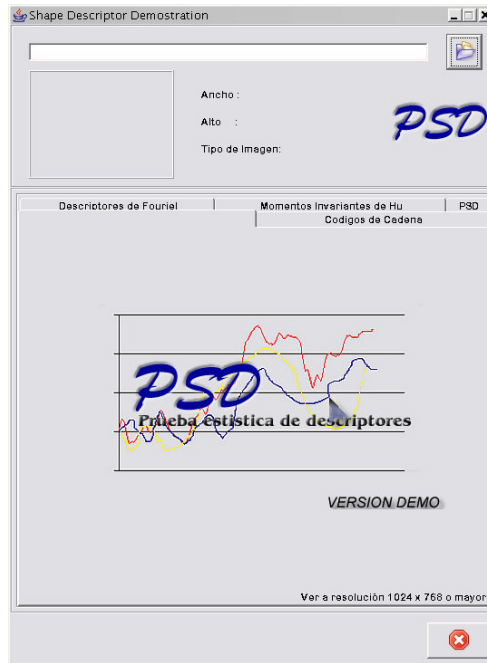 Shape Descriptor Demostration
Ancho :
Alto :
PSD
Tipo de Imagen:
Descriptores de Fouriel
Momentos Invariantes de Hu
PSD
Codigos de Cadena
PSD
Prueba estistica de descriptores
VERSION DEMO
Ver a resolución 1024 x 768 o mayor